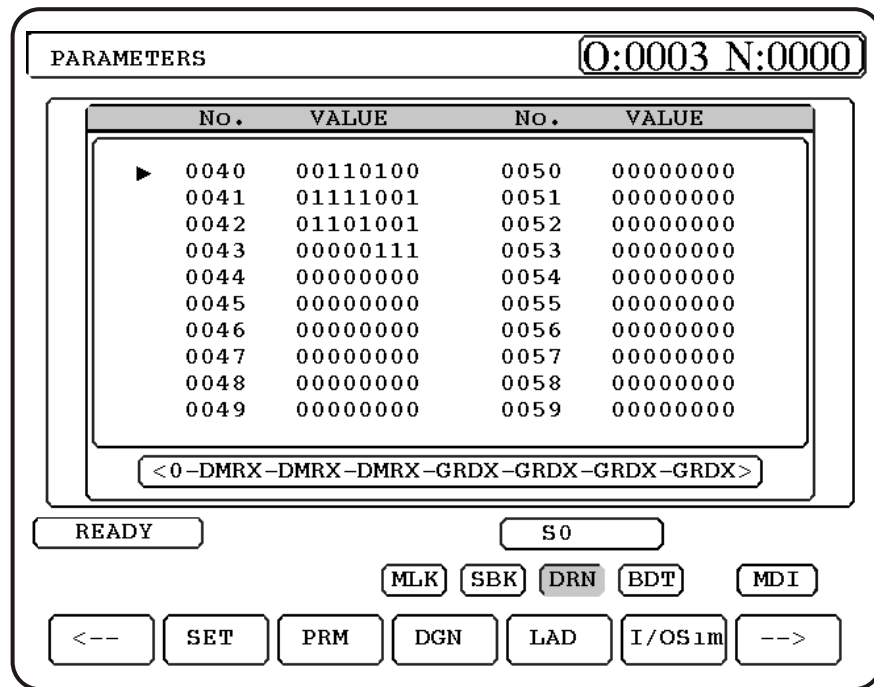 PARAMETERS O:0003 N:0000
No. VALUE No. VALUE
0040 00110100 0050 00000000
0041 01111001 0051 00000000
0042 01101001 0052 00000000
0043 00000111 0053 00000000
0044 00000000 0054 00000000
0045 00000000 0055 00000000
0046 00000000 0056 00000000
0047 00000000 0057 00000000
0048 00000000 0058 00000000
0049 00000000 0059 00000000
<0-DMRX-DMRX-DMRX-GRDX-GRDX-GRDX-GRDX>
READY S0
MLK SBK DRN BDT MDI
<-- SET PRM DGN LAD I/OSım -->